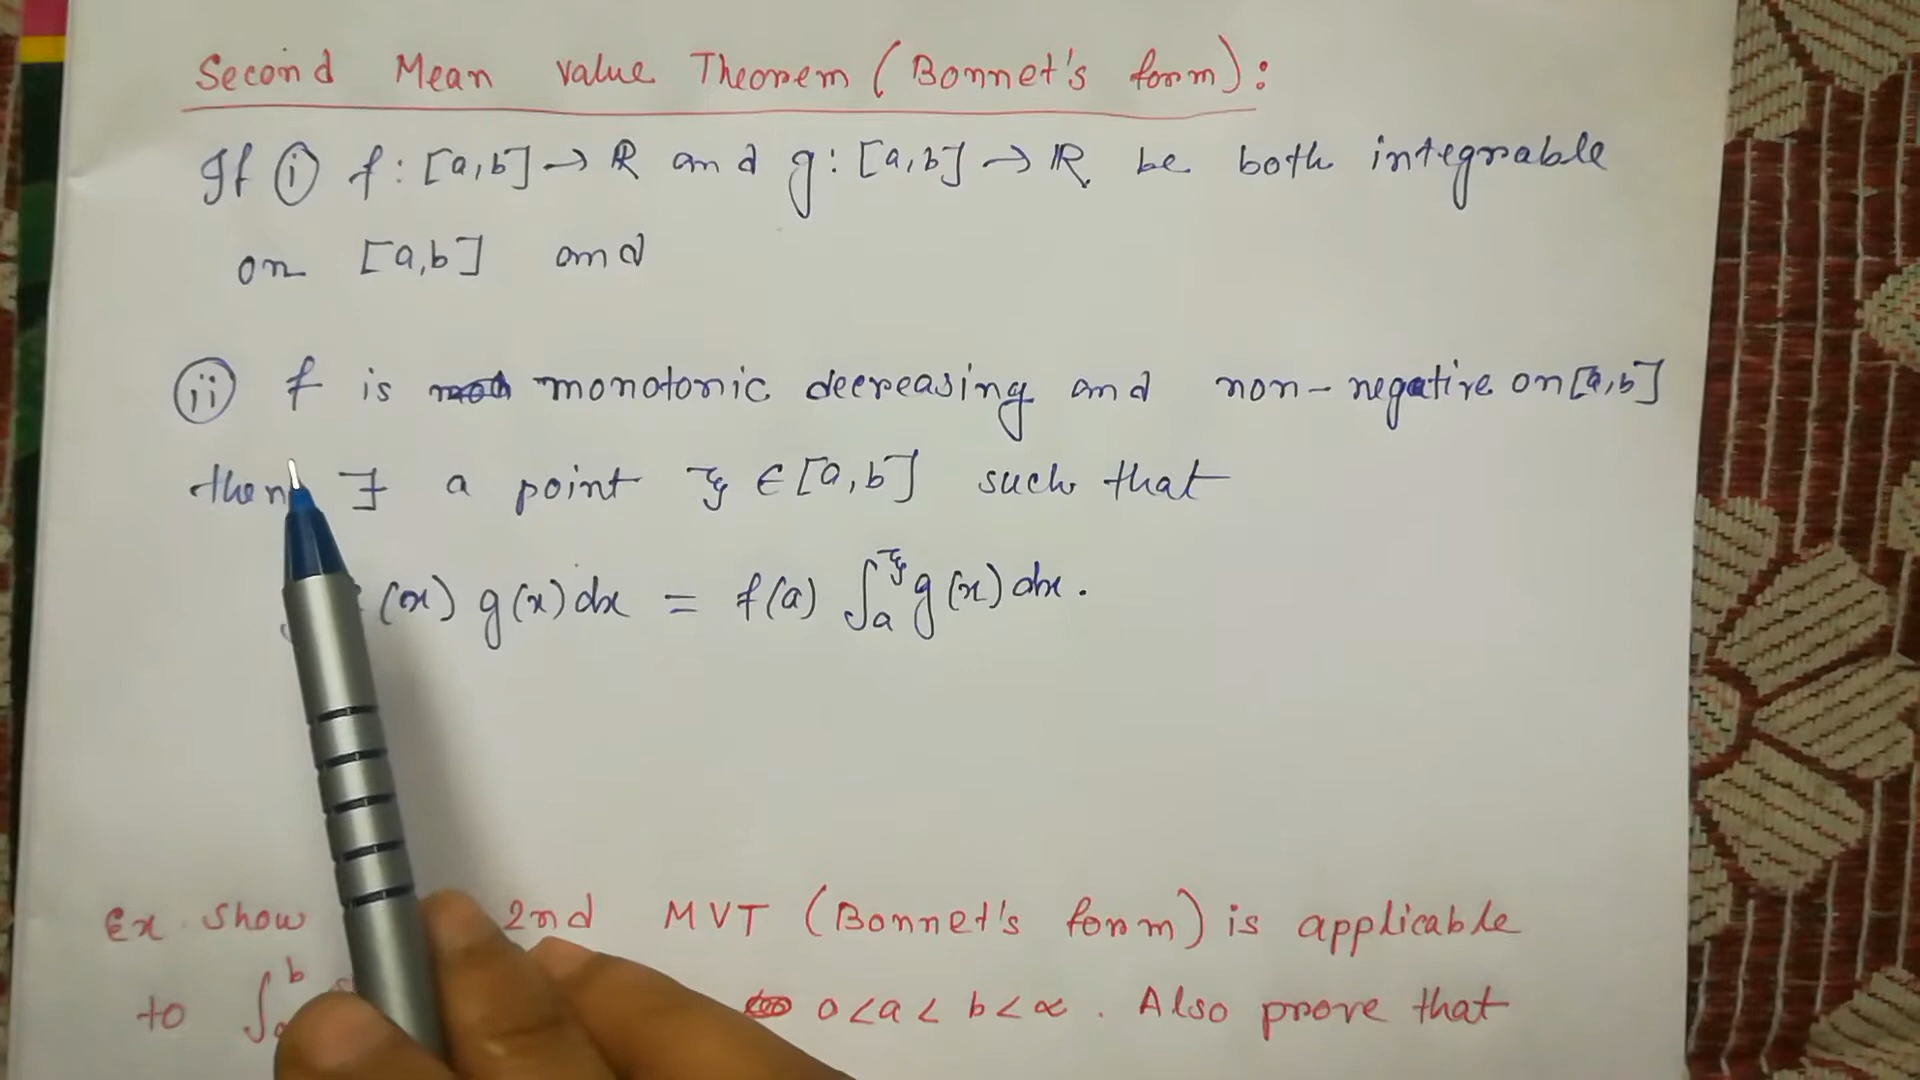 Second Mean value Theorem (Bonnet's form):
If (i) f: [a,b] → ℝ and g: [a,b] → ℝ be both integrable
on [a,b] and
(ii) f is monotonic decreasing and non-negative on [a,b]
then ∃ a point ξ ∈ [a,b] such that
(x) g(x) dx = f(a) ∫_a^ξ g(x) dx.
Ex. Show 2nd MVT (Bonnet's form) is applicable
to ∫^b 0<a< b<∞. Also prove that